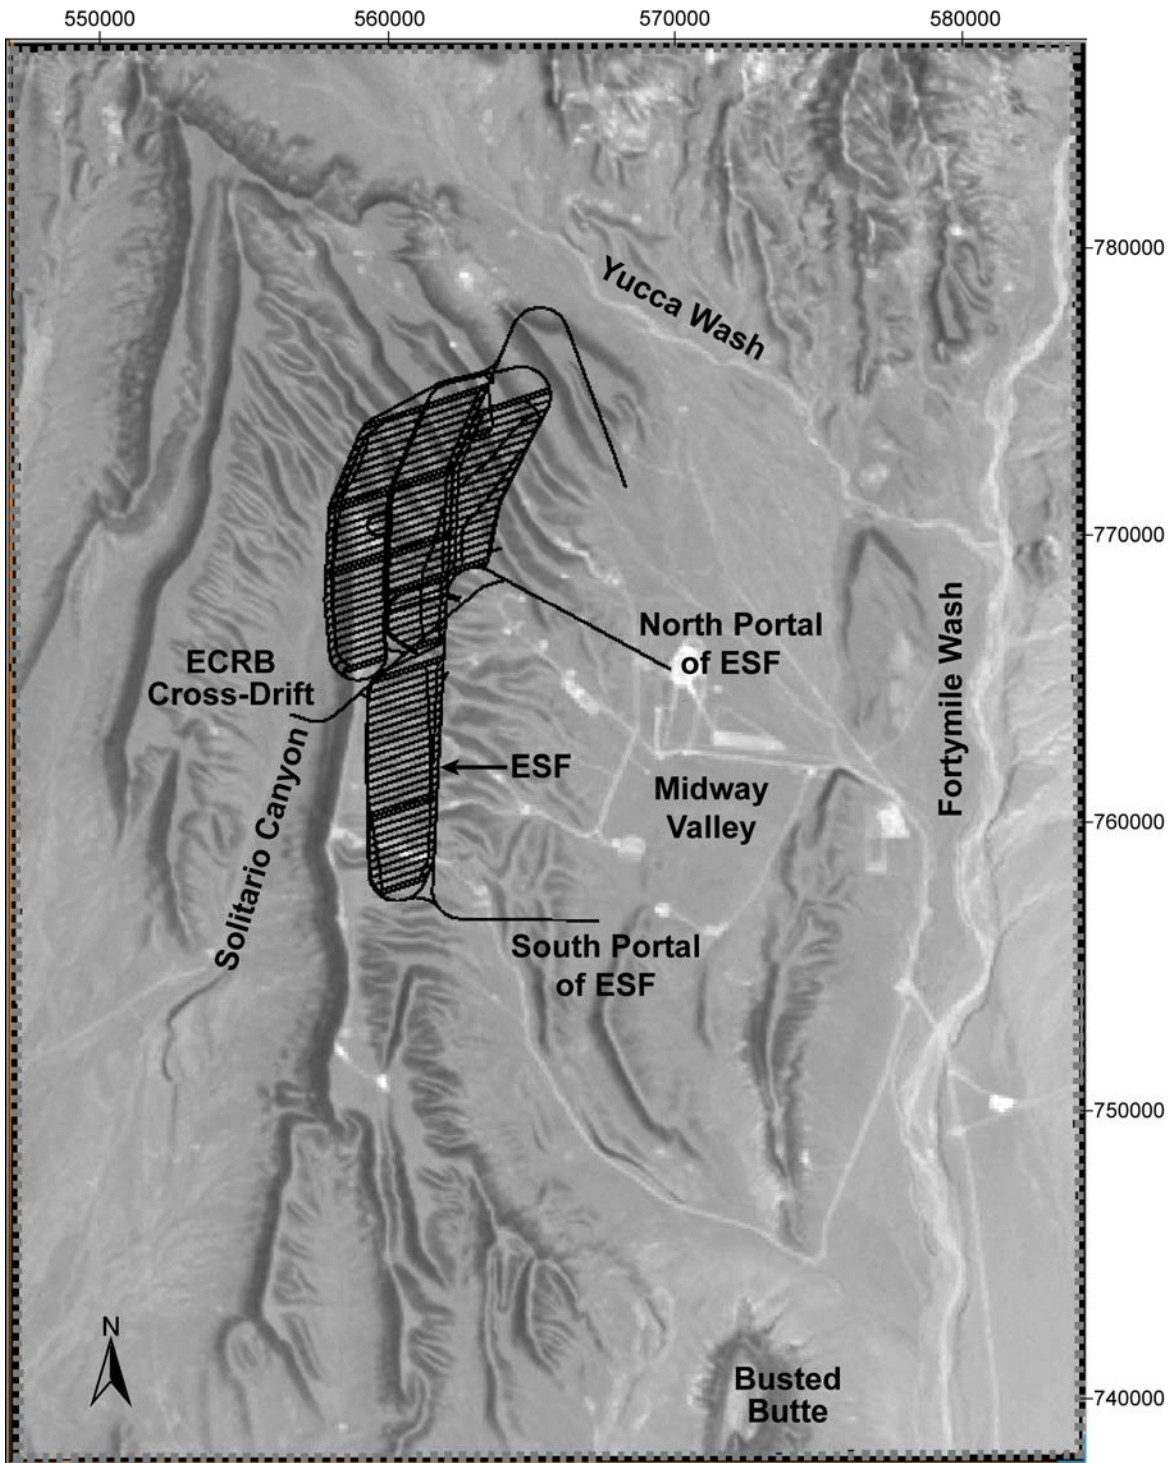 550000
560000
570000
580000
780000
Yucca Wash
770000
North Portal
of ESF
Fortymile Wash
ECRB
Cross-Drift
ESF
Solitario Canyon
Midway
Valley
760000
South Portal
of ESF
750000
N
Busted
Butte
740000